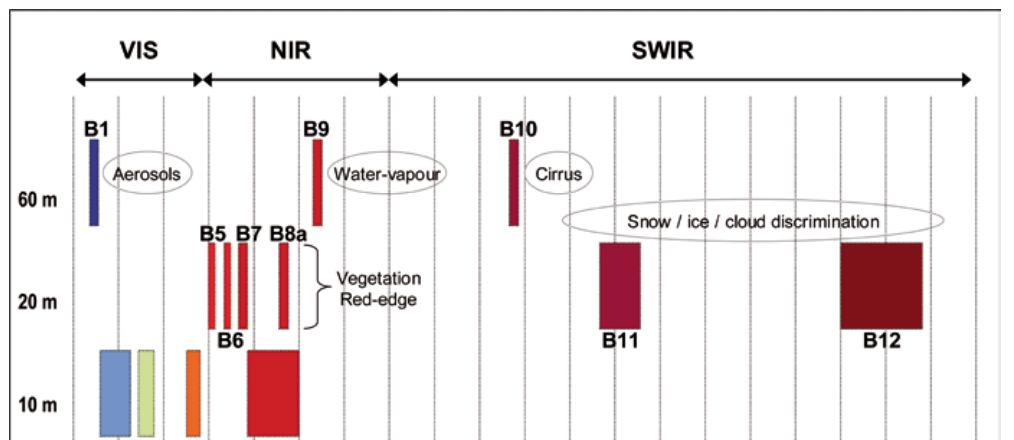 VIS NIR SWIR
B1 B9 B10
Aerosols Water-vapour Cirrus
60 m
Snow / ice / cloud discrimination
B5 B7 B8a
Vegetation
Red-edge
20 m
B6 B11 B12
10 m